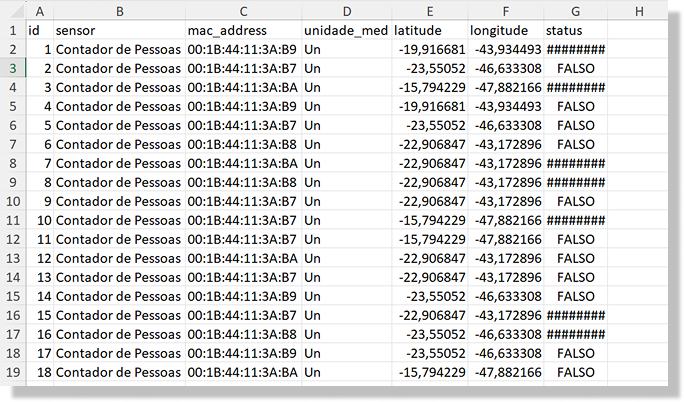 A B C D E F G H
1 id sensor mac_address unidade_med latitude longitude status
2 1 Contador de Pessoas 00:1B:44:11:3A:B9 Un -19,916681 -43,934493 ########
3 2 Contador de Pessoas 00:1B:44:11:3A:B7 Un -23,55052 -46,633308 FALSO
4 3 Contador de Pessoas 00:1B:44:11:3A:BA Un -15,794229 -47,882166 ########
5 4 Contador de Pessoas 00:1B:44:11:3A:B9 Un -19,916681 -43,934493 FALSO
6 5 Contador de Pessoas 00:1B:44:11:3A:B7 Un -23,55052 -46,633308 FALSO
7 6 Contador de Pessoas 00:1B:44:11:3A:B8 Un -22,906847 -43,172896 FALSO
8 7 Contador de Pessoas 00:1B:44:11:3A:BA Un -22,906847 -43,172896 ########
9 8 Contador de Pessoas 00:1B:44:11:3A:B8 Un -22,906847 -43,172896 ########
10 9 Contador de Pessoas 00:1B:44:11:3A:B7 Un -22,906847 -43,172896 FALSO
11 10 Contador de Pessoas 00:1B:44:11:3A:B7 Un -15,794229 -47,882166 ########
12 11 Contador de Pessoas 00:1B:44:11:3A:B7 Un -15,794229 -47,882166 FALSO
13 12 Contador de Pessoas 00:1B:44:11:3A:BA Un -22,906847 -43,172896 FALSO
14 13 Contador de Pessoas 00:1B:44:11:3A:B7 Un -22,906847 -43,172896 FALSO
15 14 Contador de Pessoas 00:1B:44:11:3A:B9 Un -23,55052 -46,633308 FALSO
16 15 Contador de Pessoas 00:1B:44:11:3A:B7 Un -22,906847 -43,172896 ########
17 16 Contador de Pessoas 00:1B:44:11:3A:B8 Un -23,55052 -46,633308 ########
18 17 Contador de Pessoas 00:1B:44:11:3A:B9 Un -23,55052 -46,633308 FALSO
19 18 Contador de Pessoas 00:1B:44:11:3A:BA Un -15,794229 -47,882166 FALSO